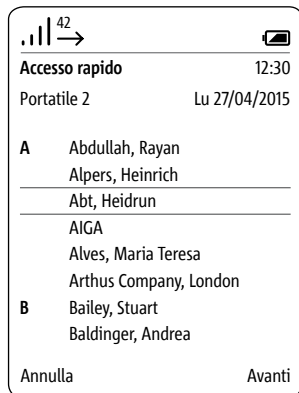 42
Accesso rapido 12:30
Portatile 2 Lu 27/04/2015
A Abdullah, Rayan
Alpers, Heinrich
Abt, Heidrun
AIGA
Alves, Maria Teresa
Arthus Company, London
B Bailey, Stuart
Baldinger, Andrea
Annulla Avanti